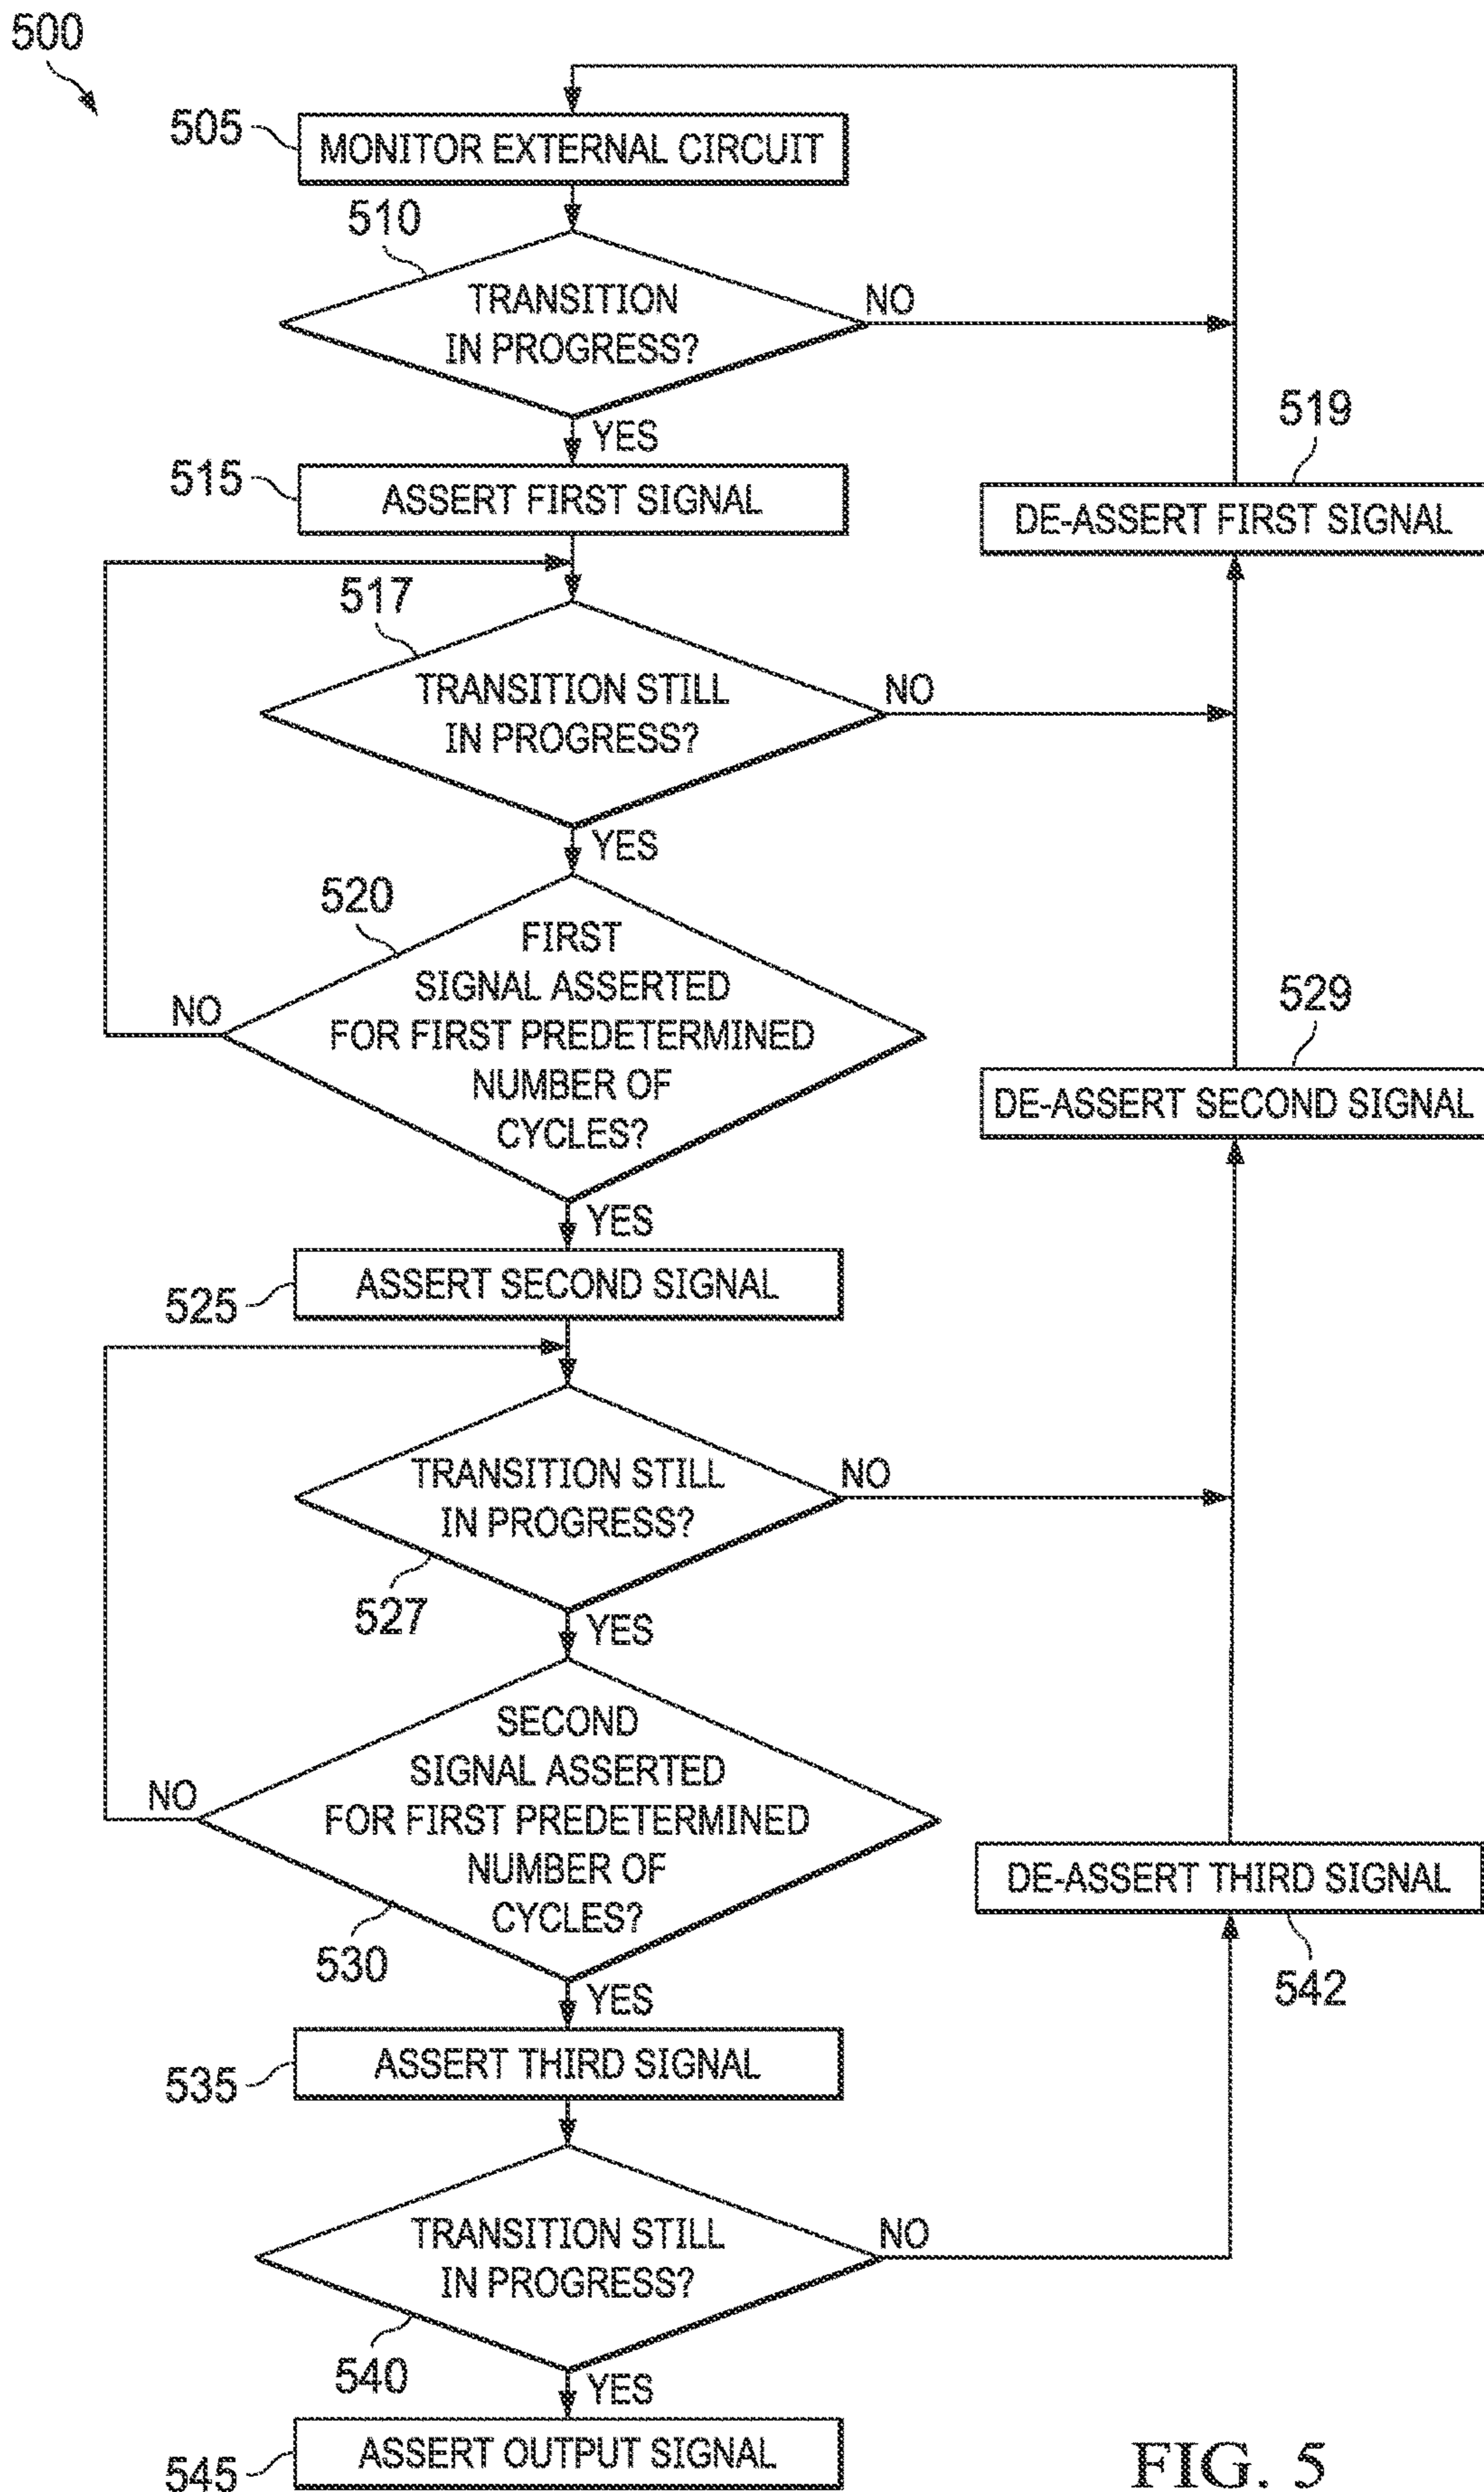 500
505
MONITOR EXTERNAL CIRCUIT
510
TRANSITION
IN PROGRESS?
NO
YES
515
ASSERT FIRST SIGNAL
519
DE-ASSERT FIRST SIGNAL
517
TRANSITION STILL
IN PROGRESS?
NO
YES
520
FIRST
SIGNAL ASSERTED
FOR FIRST PREDETERMINED
NUMBER OF
CYCLES?
NO
YES
529
DE-ASSERT SECOND SIGNAL
525
ASSERT SECOND SIGNAL
TRANSITION STILL
IN PROGRESS?
NO
527
YES
SECOND
SIGNAL ASSERTED
FOR FIRST PREDETERMINED
NUMBER OF
CYCLES?
NO
530
YES
DE-ASSERT THIRD SIGNAL
542
535
ASSERT THIRD SIGNAL
TRANSITION STILL
IN PROGRESS?
NO
540
YES
545
ASSERT OUTPUT SIGNAL
FIG. 5